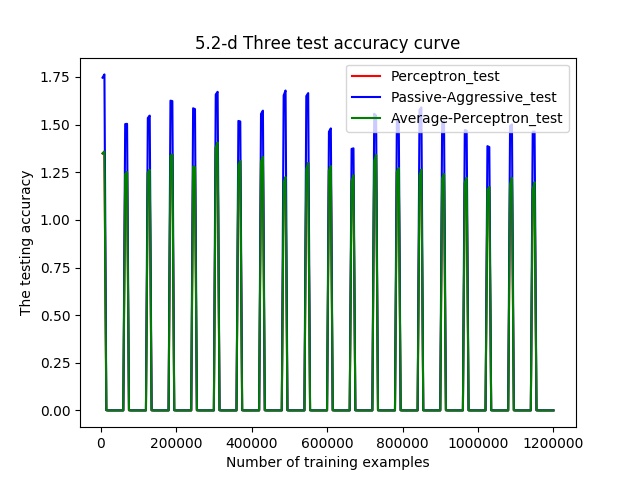 5.2-d Three test accuracy curve
Perceptron_test
Passive-Aggressive_test
Average-Perceptron_test
The testing accuracy
1.75
1.50
1.25
1.00
0.75
0.50
0.25
0.00
0 200000 400000 600000 800000 1000000 1200000
Number of training examples